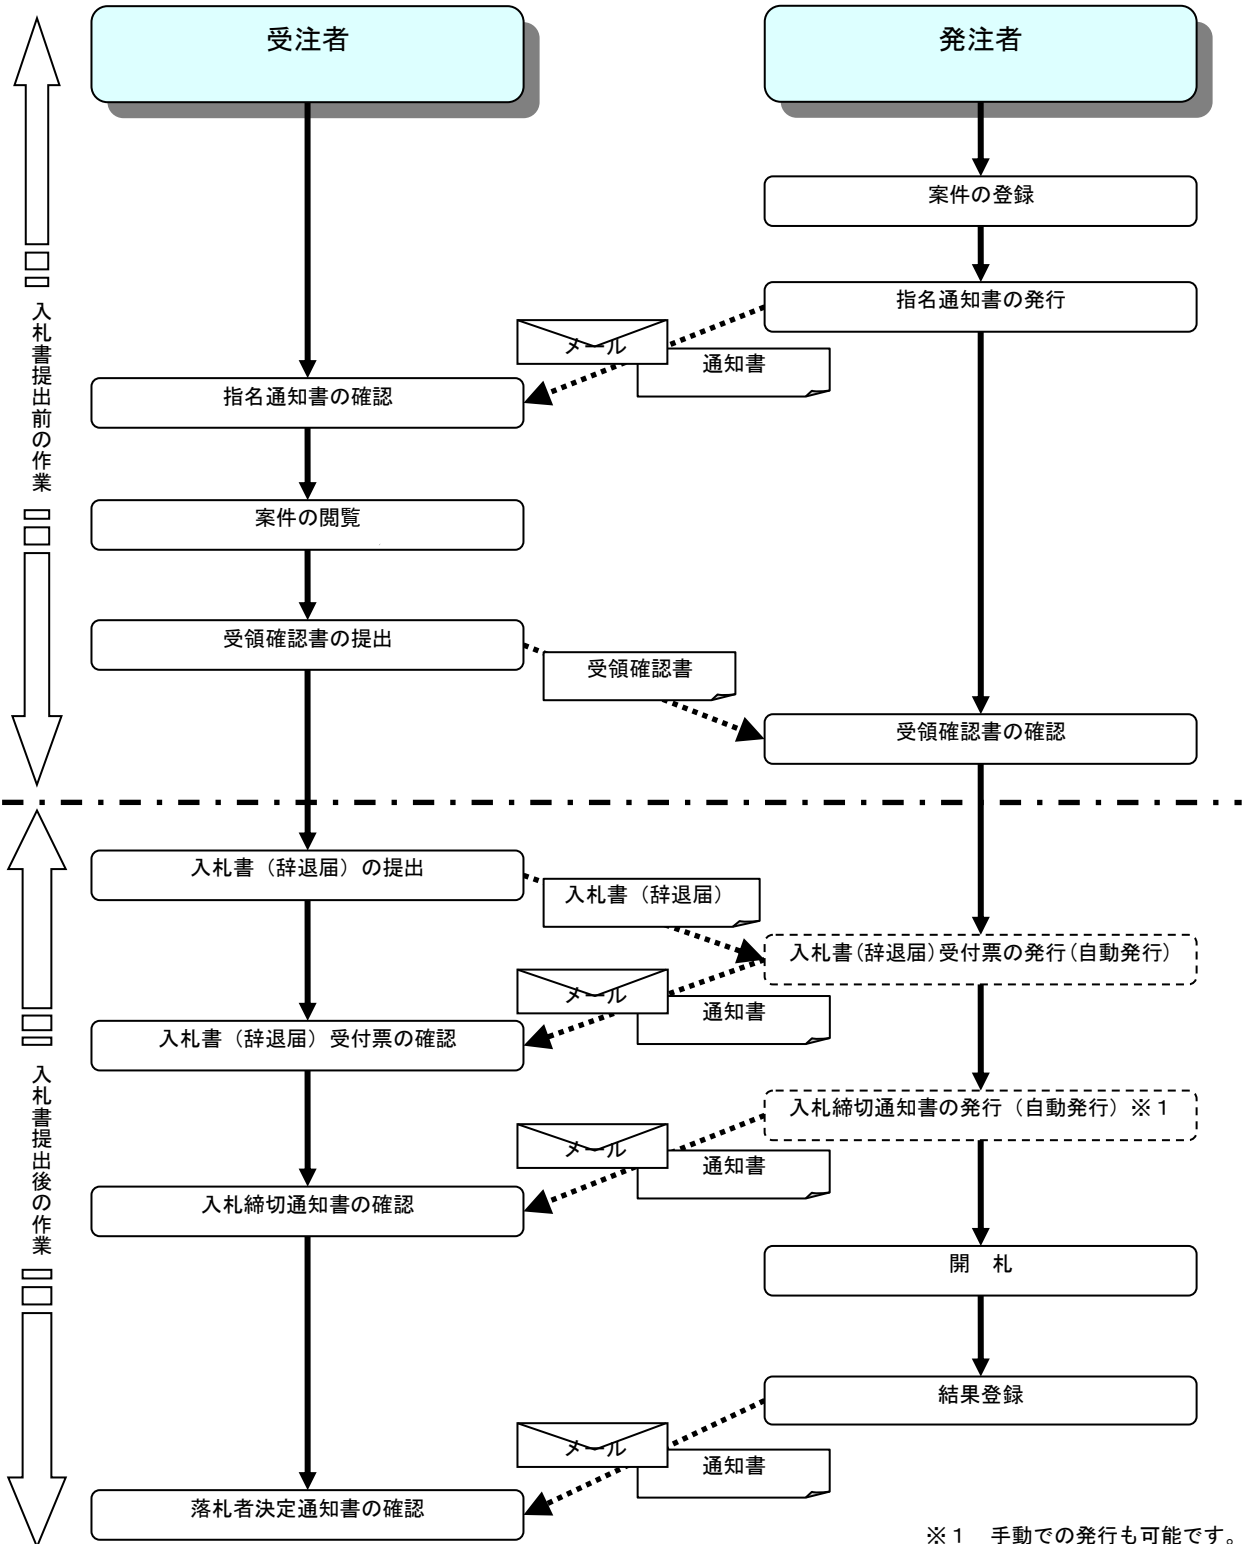 受注者
発注者
案件の登録
指名通知書の発行
メール
通知書
指名通知書の確認
入札書提出前の作業
案件の閲覧
受領確認書の提出
受領確認書
受領確認書の確認
入札書（辞退届）の提出
入札書（辞退届）
入札書(辞退届)受付票の発行(自動発行)
メール
通知書
入札書（辞退届）受付票の確認
入札書提出後の作業
入札締切通知書の発行（自動発行）※１
メール
通知書
入札締切通知書の確認
開　札
結果登録
メール
通知書
落札者決定通知書の確認
※１　手動での発行も可能です。